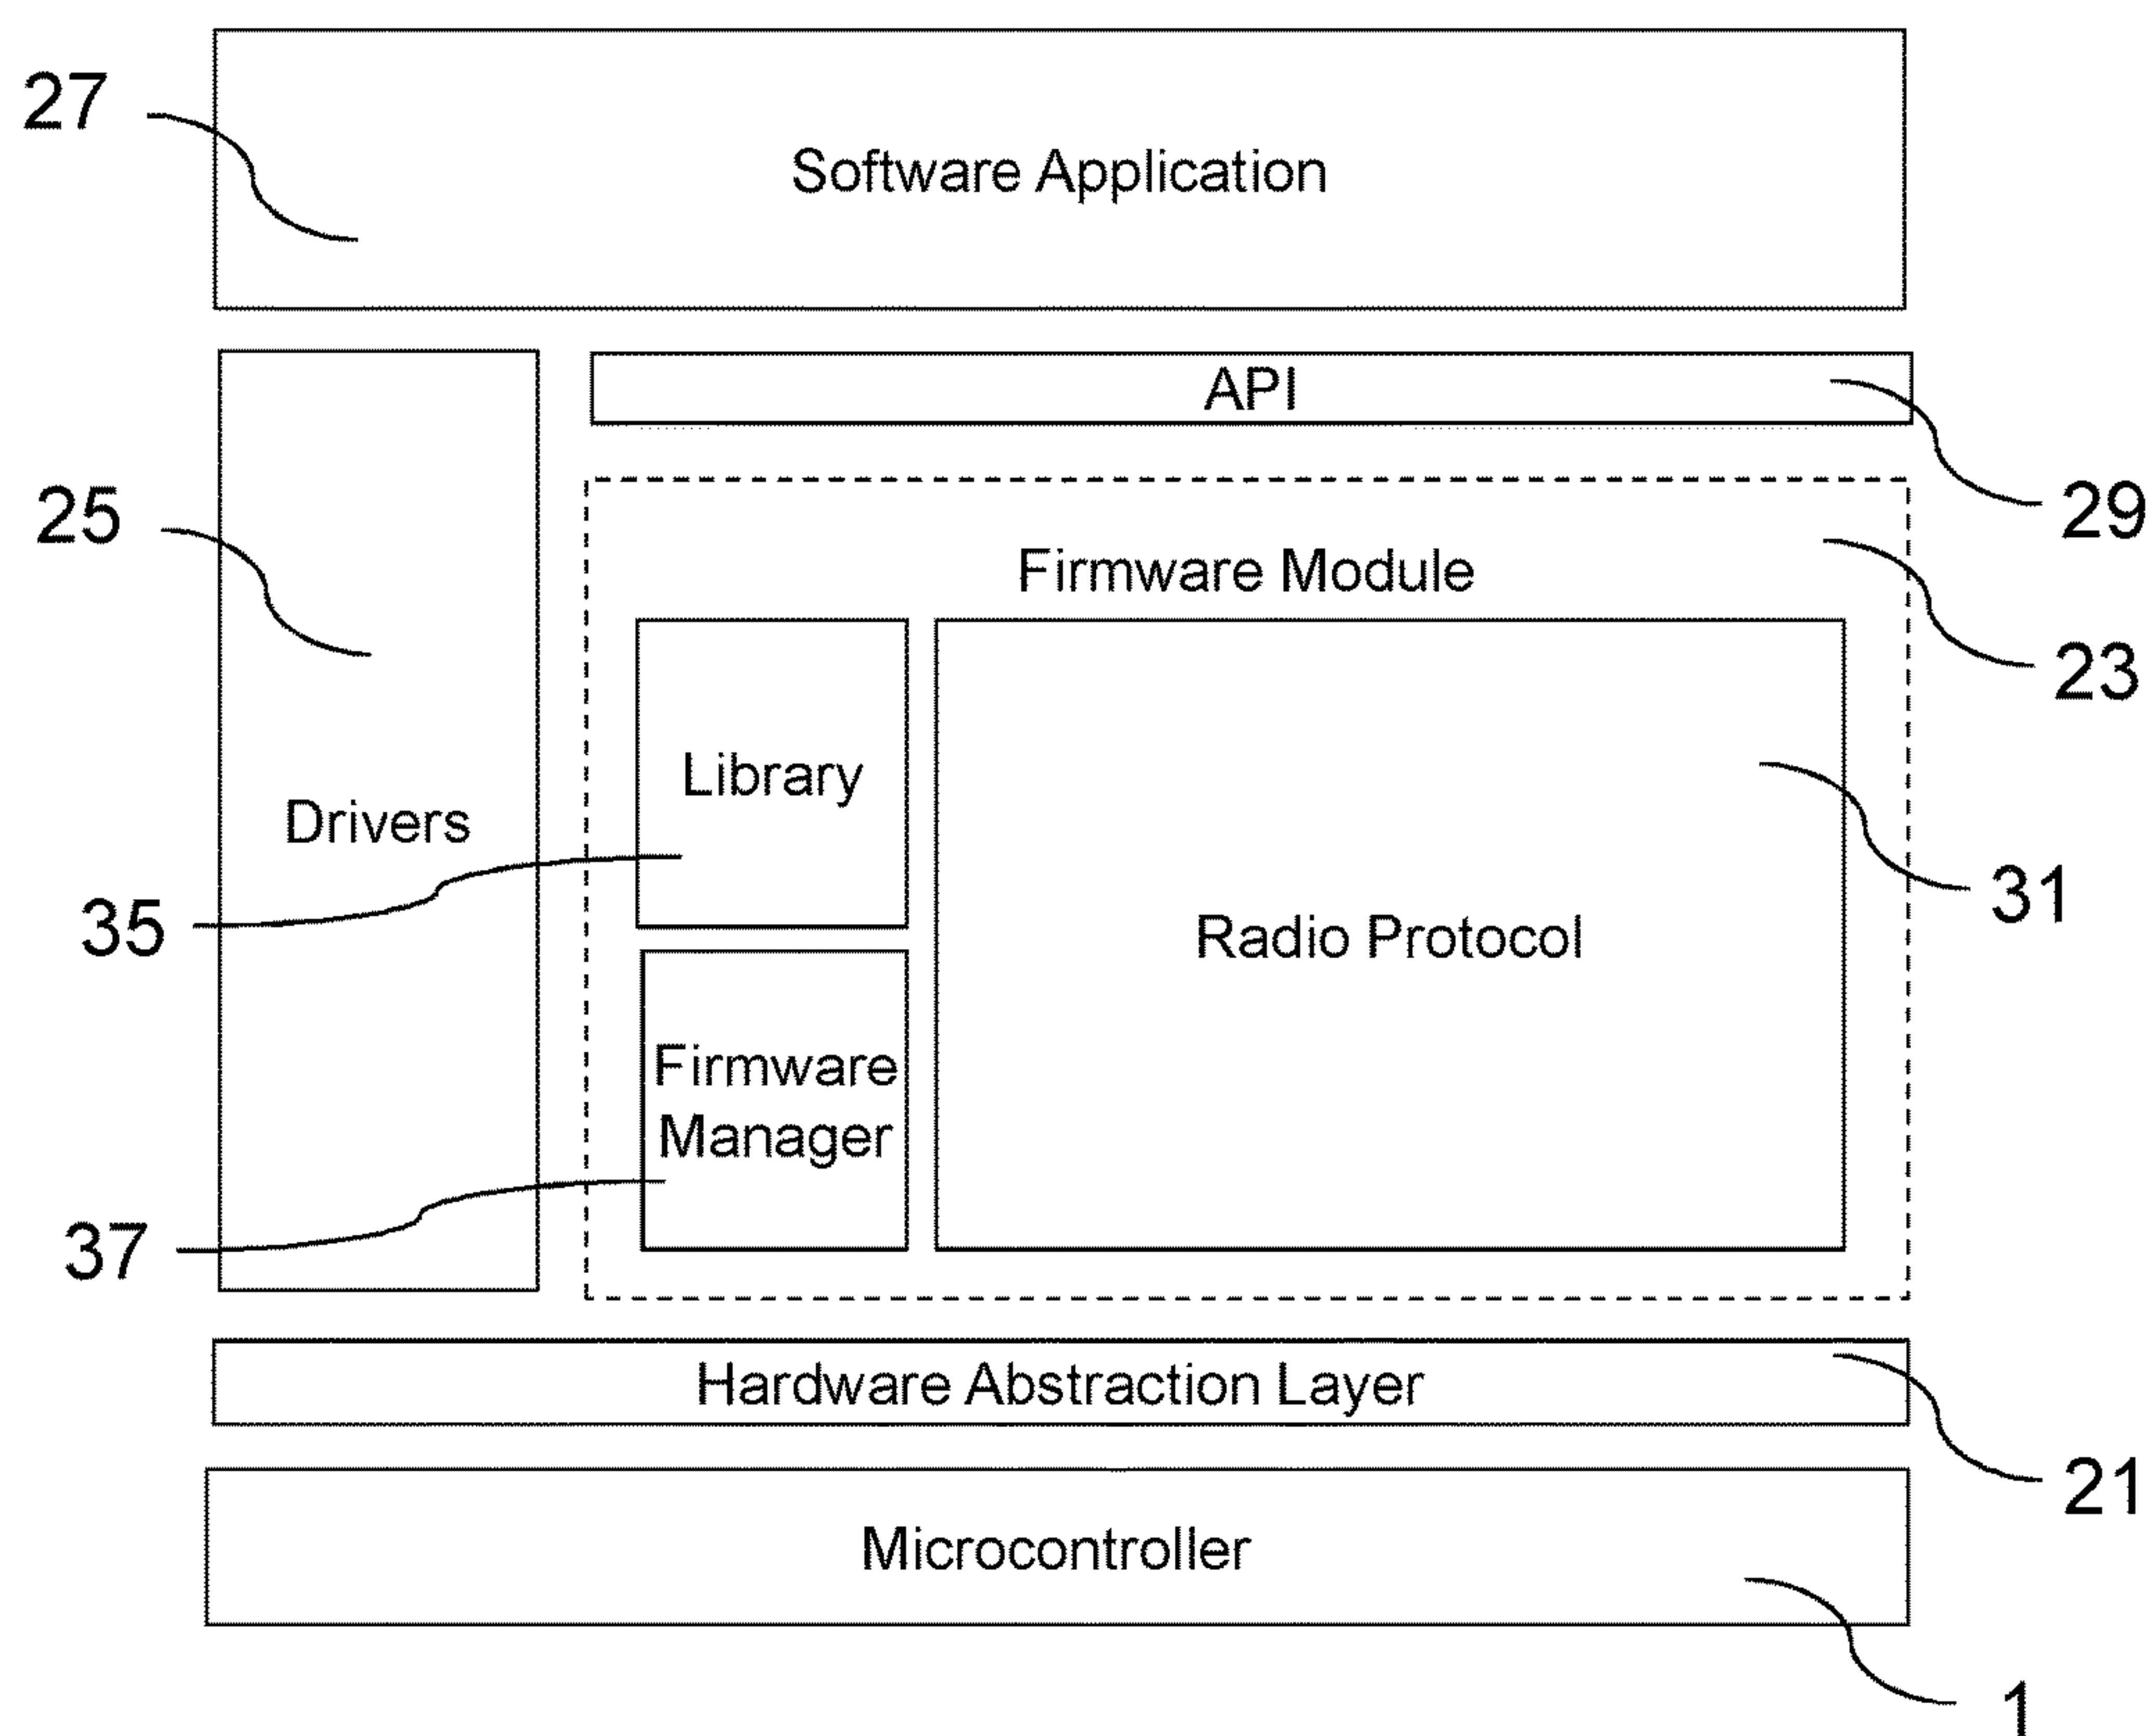 27
Software Application
API
29
25
Firmware Module
23
Library
Drivers
31
35
Radio Protocol
Firmware
Manager
37
Hardware Abstraction Layer
21
Microcontroller
1